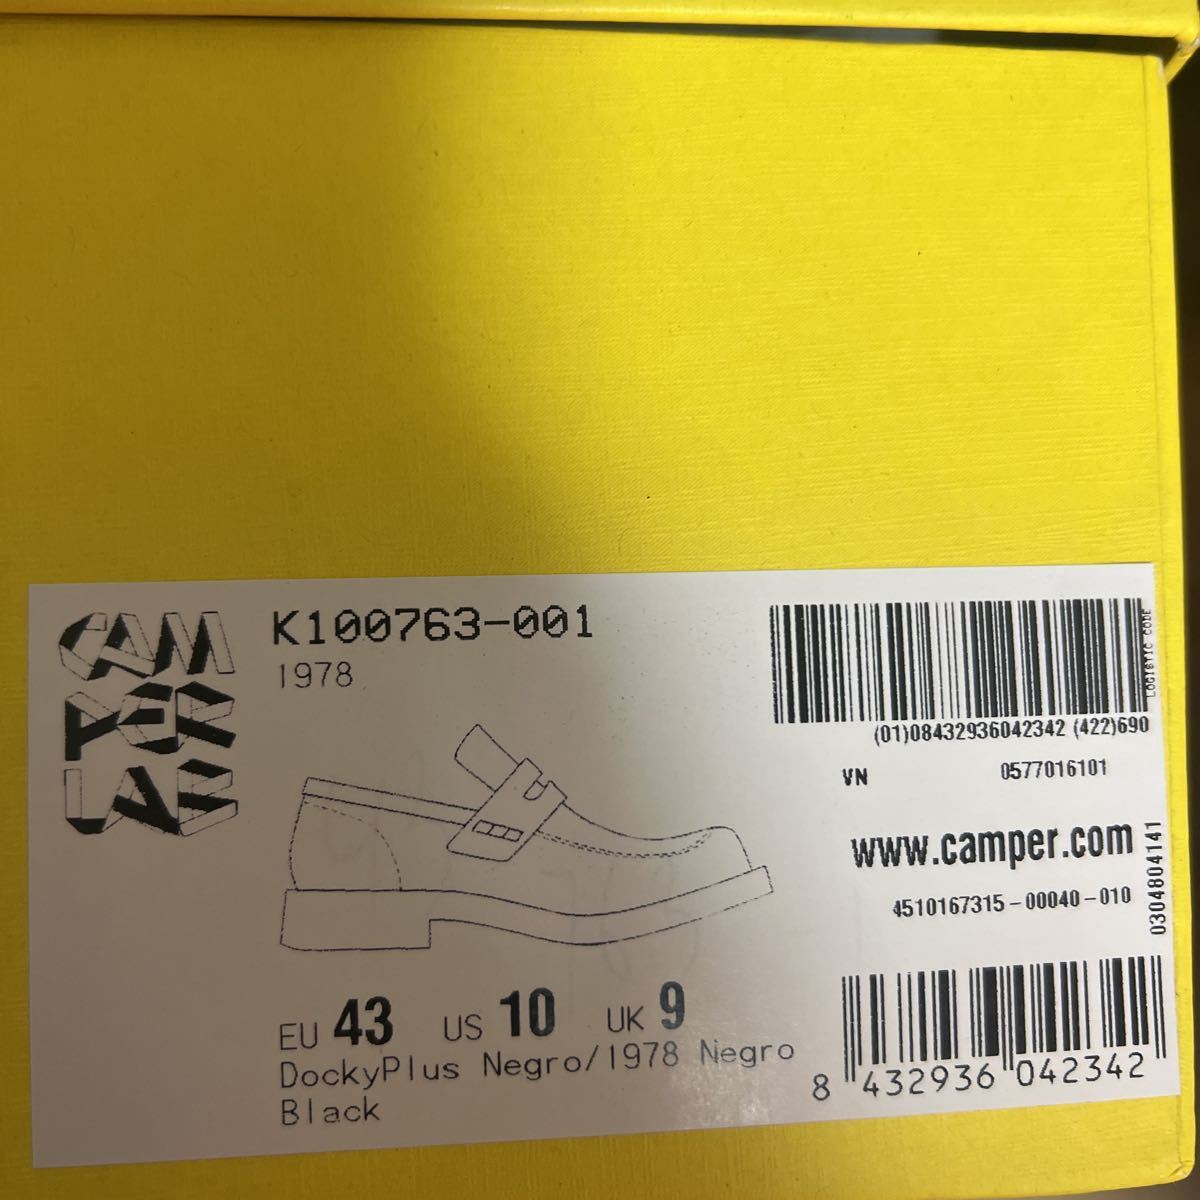 CAM
PER
LAB
K100763-001
1978
LOGISTIC CODE
(01)08432936042342 (422)690
VN 0577016101
www.camper.com
4510167315-00040-010
0304804141
EU 43 US 10 UK 9
DockyPlus Negro/1978 Negro
Black
8 432936 042342